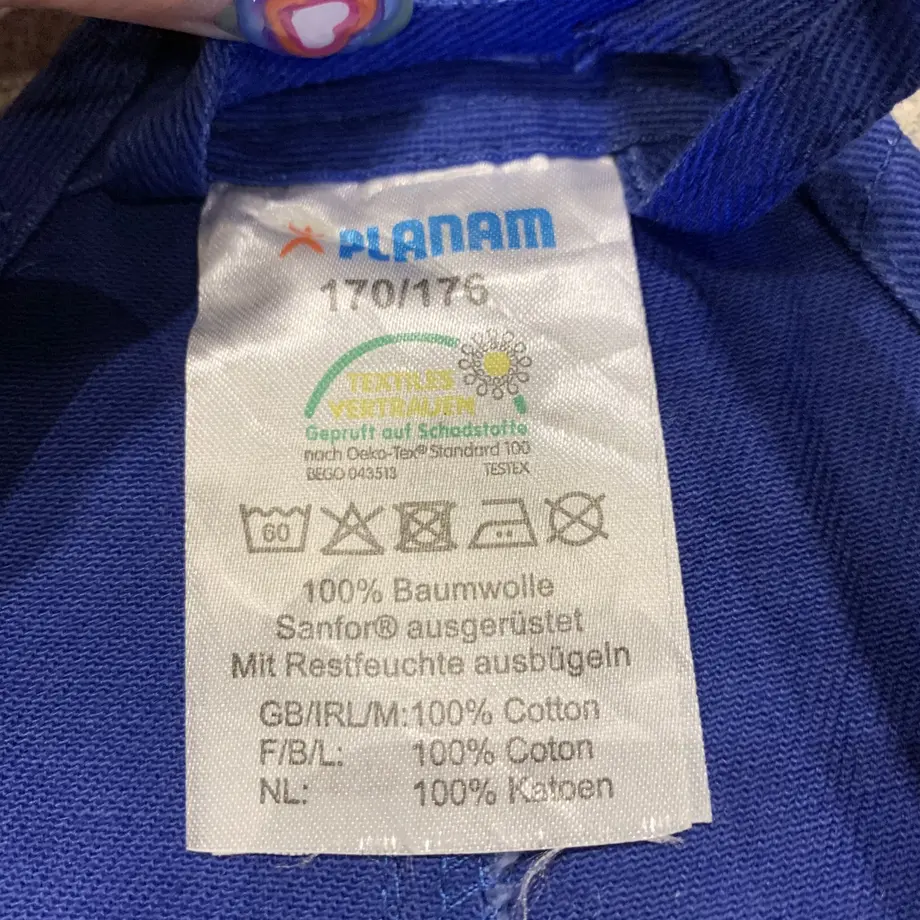 PLANAM
170/176
TEXTILES
VERTRAUEN
Geprüft auf Schadstoffe
nach Oeko-Tex® Standard 100
BEGO 043513 TESTEX
60
100% Baumwolle
Sanfor® ausgerüstet
Mit Restfeuchte ausbügeln
GB/IRL/M: 100% Cotton
F/B/L: 100% Coton
NL: 100% Katoen